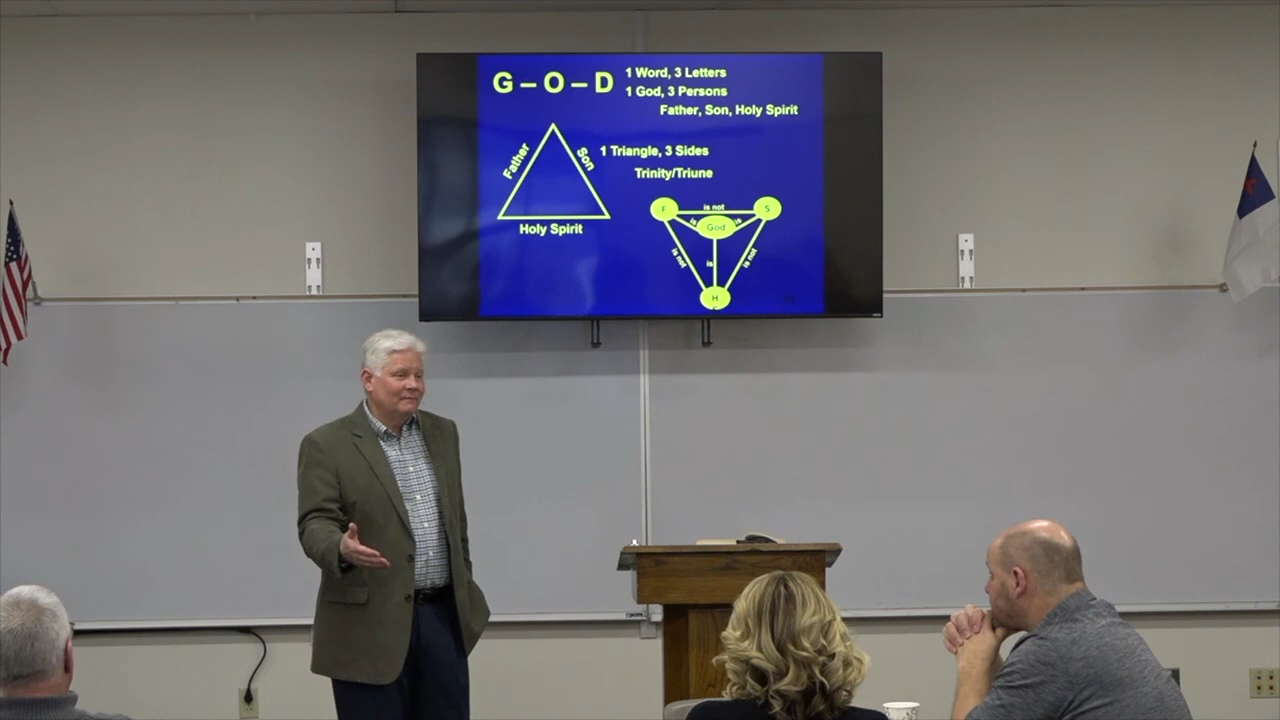 G – O – D
1 Word, 3 Letters
1 God, 3 Persons
Father, Son, Holy Spirit
Father
Son
1 Triangle, 3 Sides
Trinity/Triune
Holy Spirit
F
is not
S
is
God
is
is not
is
is not
H